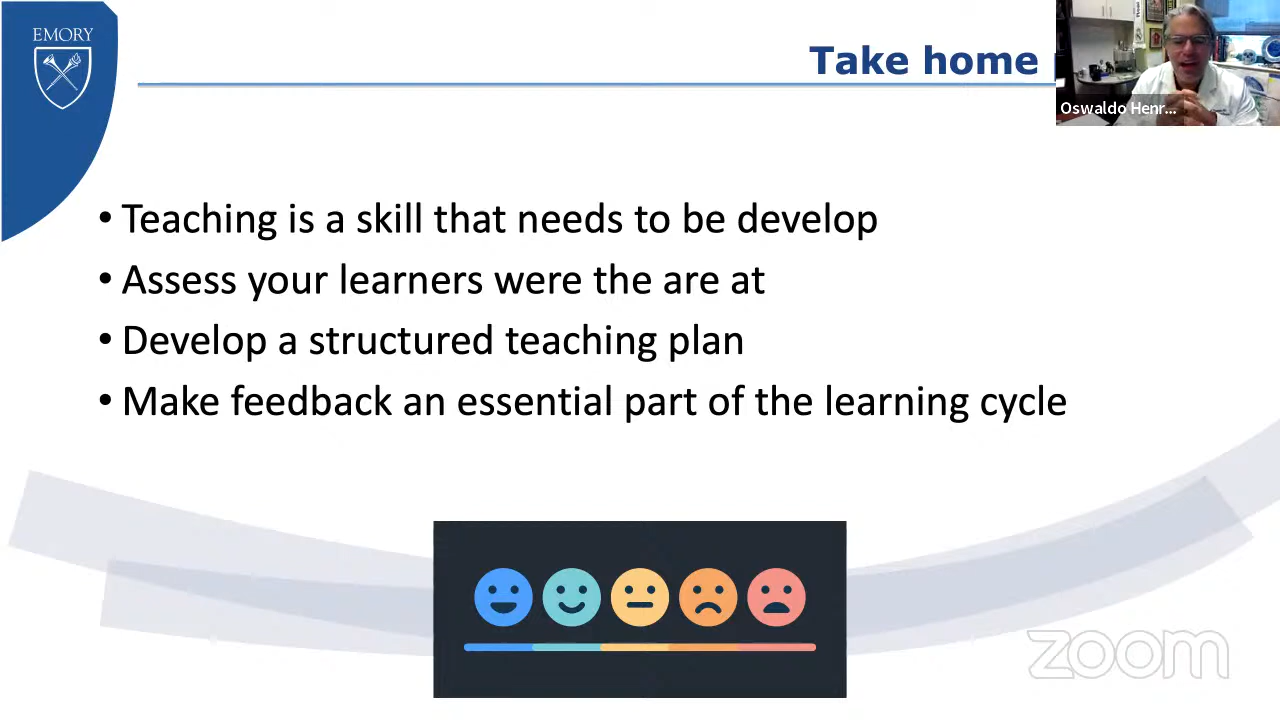 EMORY
Take home
Oswaldo Henr...
• Teaching is a skill that needs to be develop
• Assess your learners were the are at
• Develop a structured teaching plan
• Make feedback an essential part of the learning cycle
zoom